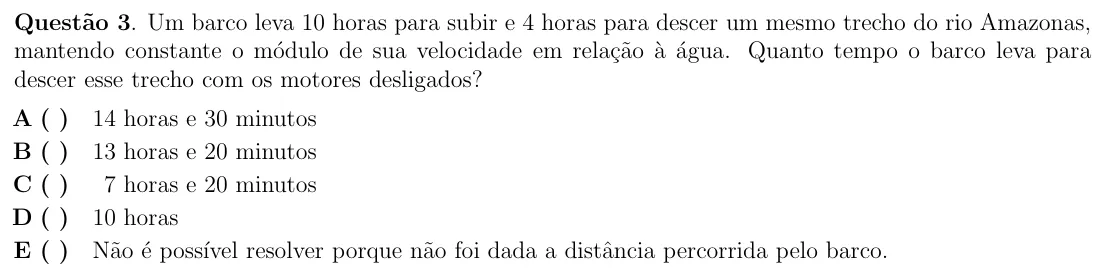 Questão 3. Um barco leva 10 horas para subir e 4 horas para descer um mesmo trecho do rio Amazonas,
mantendo constante o módulo de sua velocidade em relação à água. Quanto tempo o barco leva para
descer esse trecho com os motores desligados?
A ( ) 14 horas e 30 minutos
B ( ) 13 horas e 20 minutos
C ( ) 7 horas e 20 minutos
D ( ) 10 horas
E ( ) Não é possível resolver porque não foi dada a distância percorrida pelo barco.